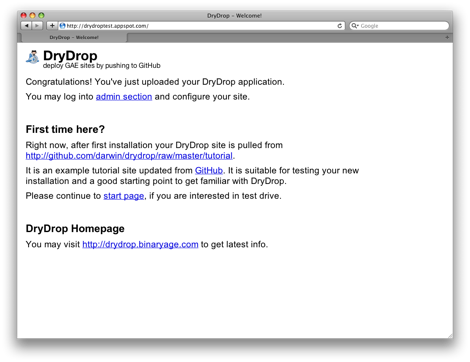 DryDrop – Welcome!
http://drydroptest.appspot.com/
Google
DryDrop – Welcome!
DryDrop
deploy GAE sites by pushing to GitHub
Congratulations! You've just uploaded your DryDrop application.
You may log into admin section and configure your site.
First time here?
Right now, after first installation your DryDrop site is pulled from
http://github.com/darwin/drydrop/raw/master/tutorial.
It is an example tutorial site updated from GitHub. It is suitable for testing your new
installation and a good starting point to get familiar with DryDrop.
Please continue to start page, if you are interested in test drive.
DryDrop Homepage
You may visit http://drydrop.binaryage.com to get latest info.